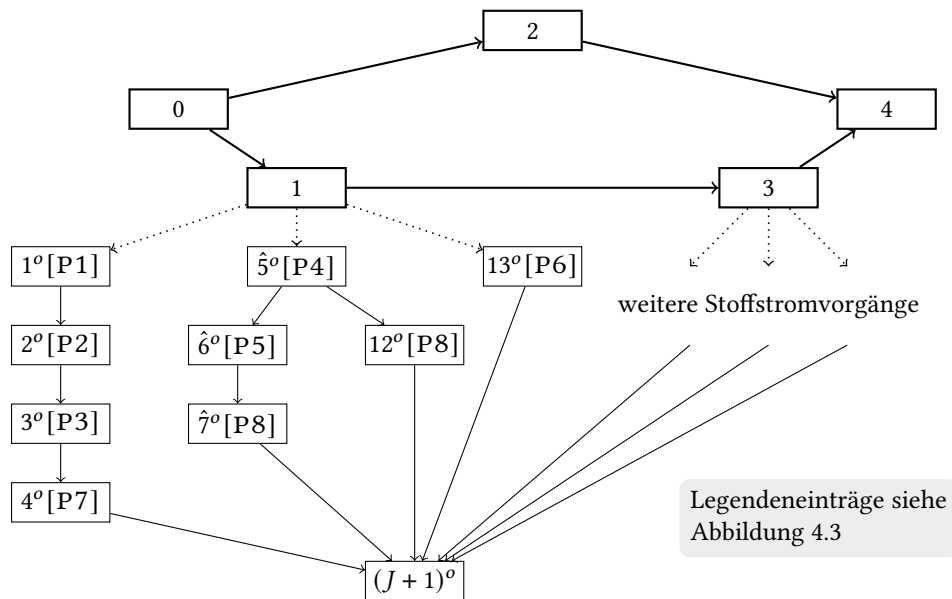 2
0
4
1
3
1ᵒ[P1]
5̂ᵒ[P4]
13ᵒ[P6]
weitere Stoffstromvorgänge
2ᵒ[P2]
6̂ᵒ[P5]
12ᵒ[P8]
3ᵒ[P3]
7̂ᵒ[P8]
4ᵒ[P7]
Legendeneinträge siehe
Abbildung 4.3
(J + 1)ᵒ